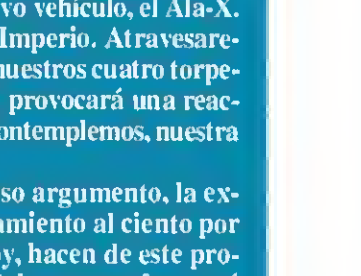 vo vehículo, el Ala-X.
Imperio. Atravesare-
nuestros cuatro torpe-
provocará una reac-
ontemplemos, nuestra
so argumento, la ex-
amiento al ciento por
y, hacen de este pro-